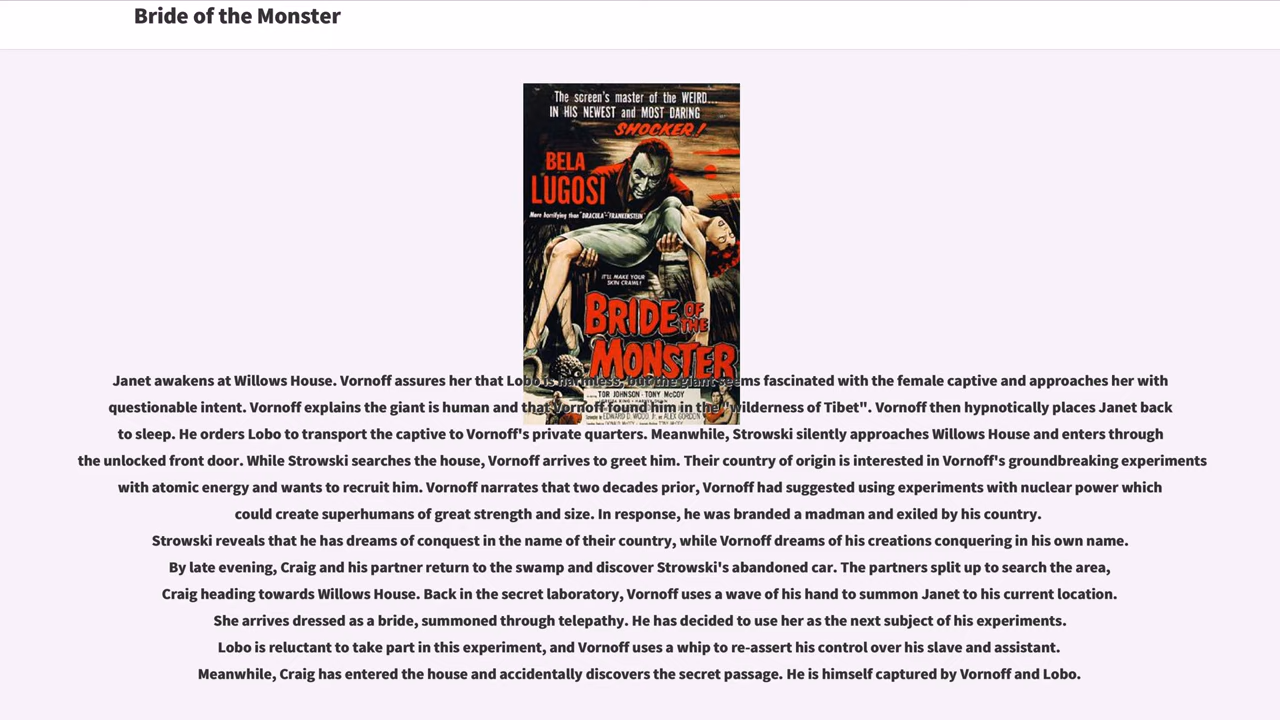 Bride of the Monster
The screen's master of the WEIRD...
IN HIS NEWEST and MOST DARING
SHOCKER!
BELA
LUGOSI
More horrifying than "DRACULA"-"FRANKENSTEIN"
IT'LL MAKE YOUR
SKIN CRAWL!
BRIDE OF THE
MONSTER
Janet awakens at Willows House. Vornoff assures her that Lobo is harmless, but the giant seems fascinated with the female captive and approaches her with
TOR JOHNSON · TONY McCOY
questionable intent. Vornoff explains the giant is human and that Vornoff found him in the "wilderness of Tibet". Vornoff then hypnotically places Janet back
EDWARD D. WOOD Jr. ALEX GORDON
to sleep. He orders Lobo to transport the captive to Vornoff's private quarters. Meanwhile, Strowski silently approaches Willows House and enters through
the unlocked front door. While Strowski searches the house, Vornoff arrives to greet him. Their country of origin is interested in Vornoff's groundbreaking experiments
with atomic energy and wants to recruit him. Vornoff narrates that two decades prior, Vornoff had suggested using experiments with nuclear power which
could create superhumans of great strength and size. In response, he was branded a madman and exiled by his country.
Strowski reveals that he has dreams of conquest in the name of their country, while Vornoff dreams of his creations conquering in his own name.
By late evening, Craig and his partner return to the swamp and discover Strowski's abandoned car. The partners split up to search the area,
Craig heading towards Willows House. Back in the secret laboratory, Vornoff uses a wave of his hand to summon Janet to his current location.
She arrives dressed as a bride, summoned through telepathy. He has decided to use her as the next subject of his experiments.
Lobo is reluctant to take part in this experiment, and Vornoff uses a whip to re-assert his control over his slave and assistant.
Meanwhile, Craig has entered the house and accidentally discovers the secret passage. He is himself captured by Vornoff and Lobo.